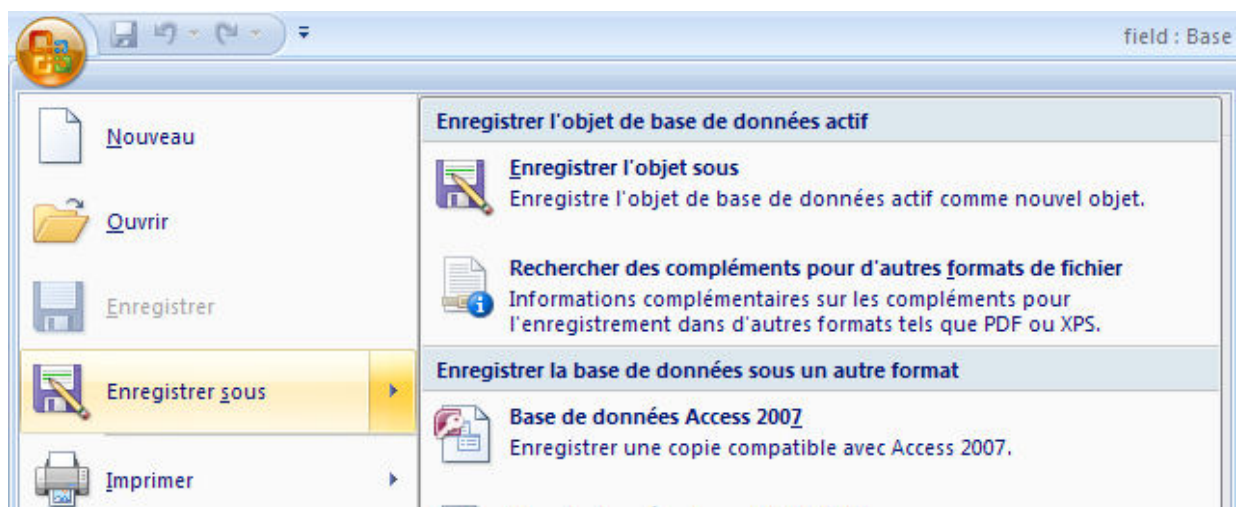 field : Base
Nouveau
Ouvrir
Enregistrer
Enregistrer sous
Imprimer
Enregistrer l'objet de base de données actif
Enregistrer l'objet sous
Enregistre l'objet de base de données actif comme nouvel objet.
Rechercher des compléments pour d'autres formats de fichier
Informations complémentaires sur les compléments pour
l'enregistrement dans d'autres formats tels que PDF ou XPS.
Enregistrer la base de données sous un autre format
Base de données Access 2007
Enregistrer une copie compatible avec Access 2007.